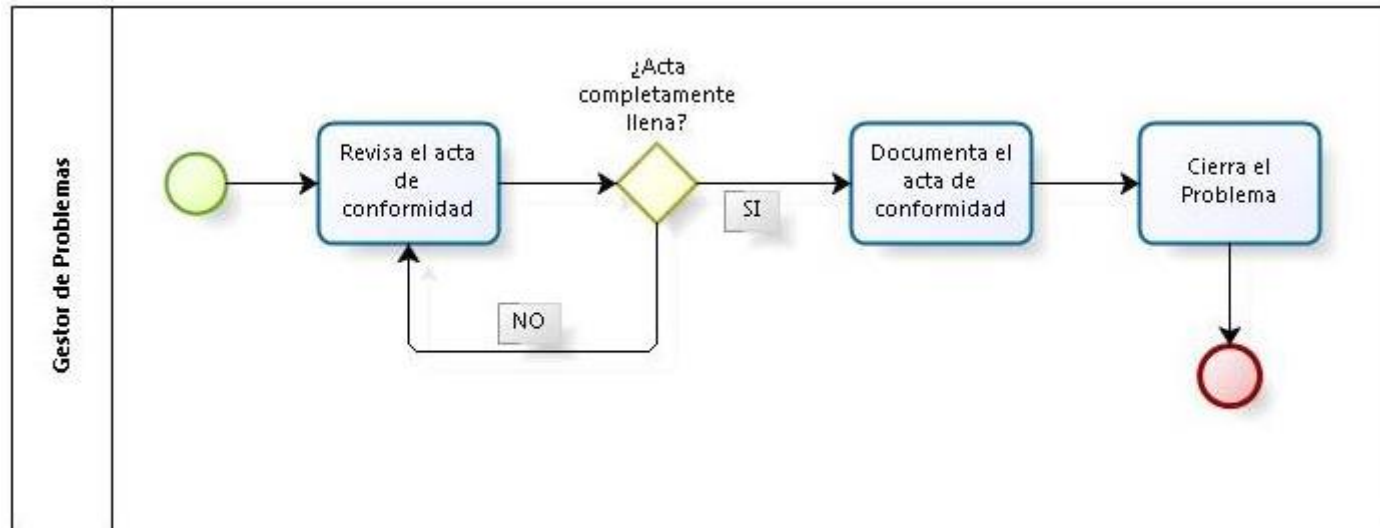 Gestor de Problemas
Revisa el acta
de
conformidad
¿Acta
completamente
llena?
SI
NO
Documenta el
acta de
conformidad
Cierra el
Problema